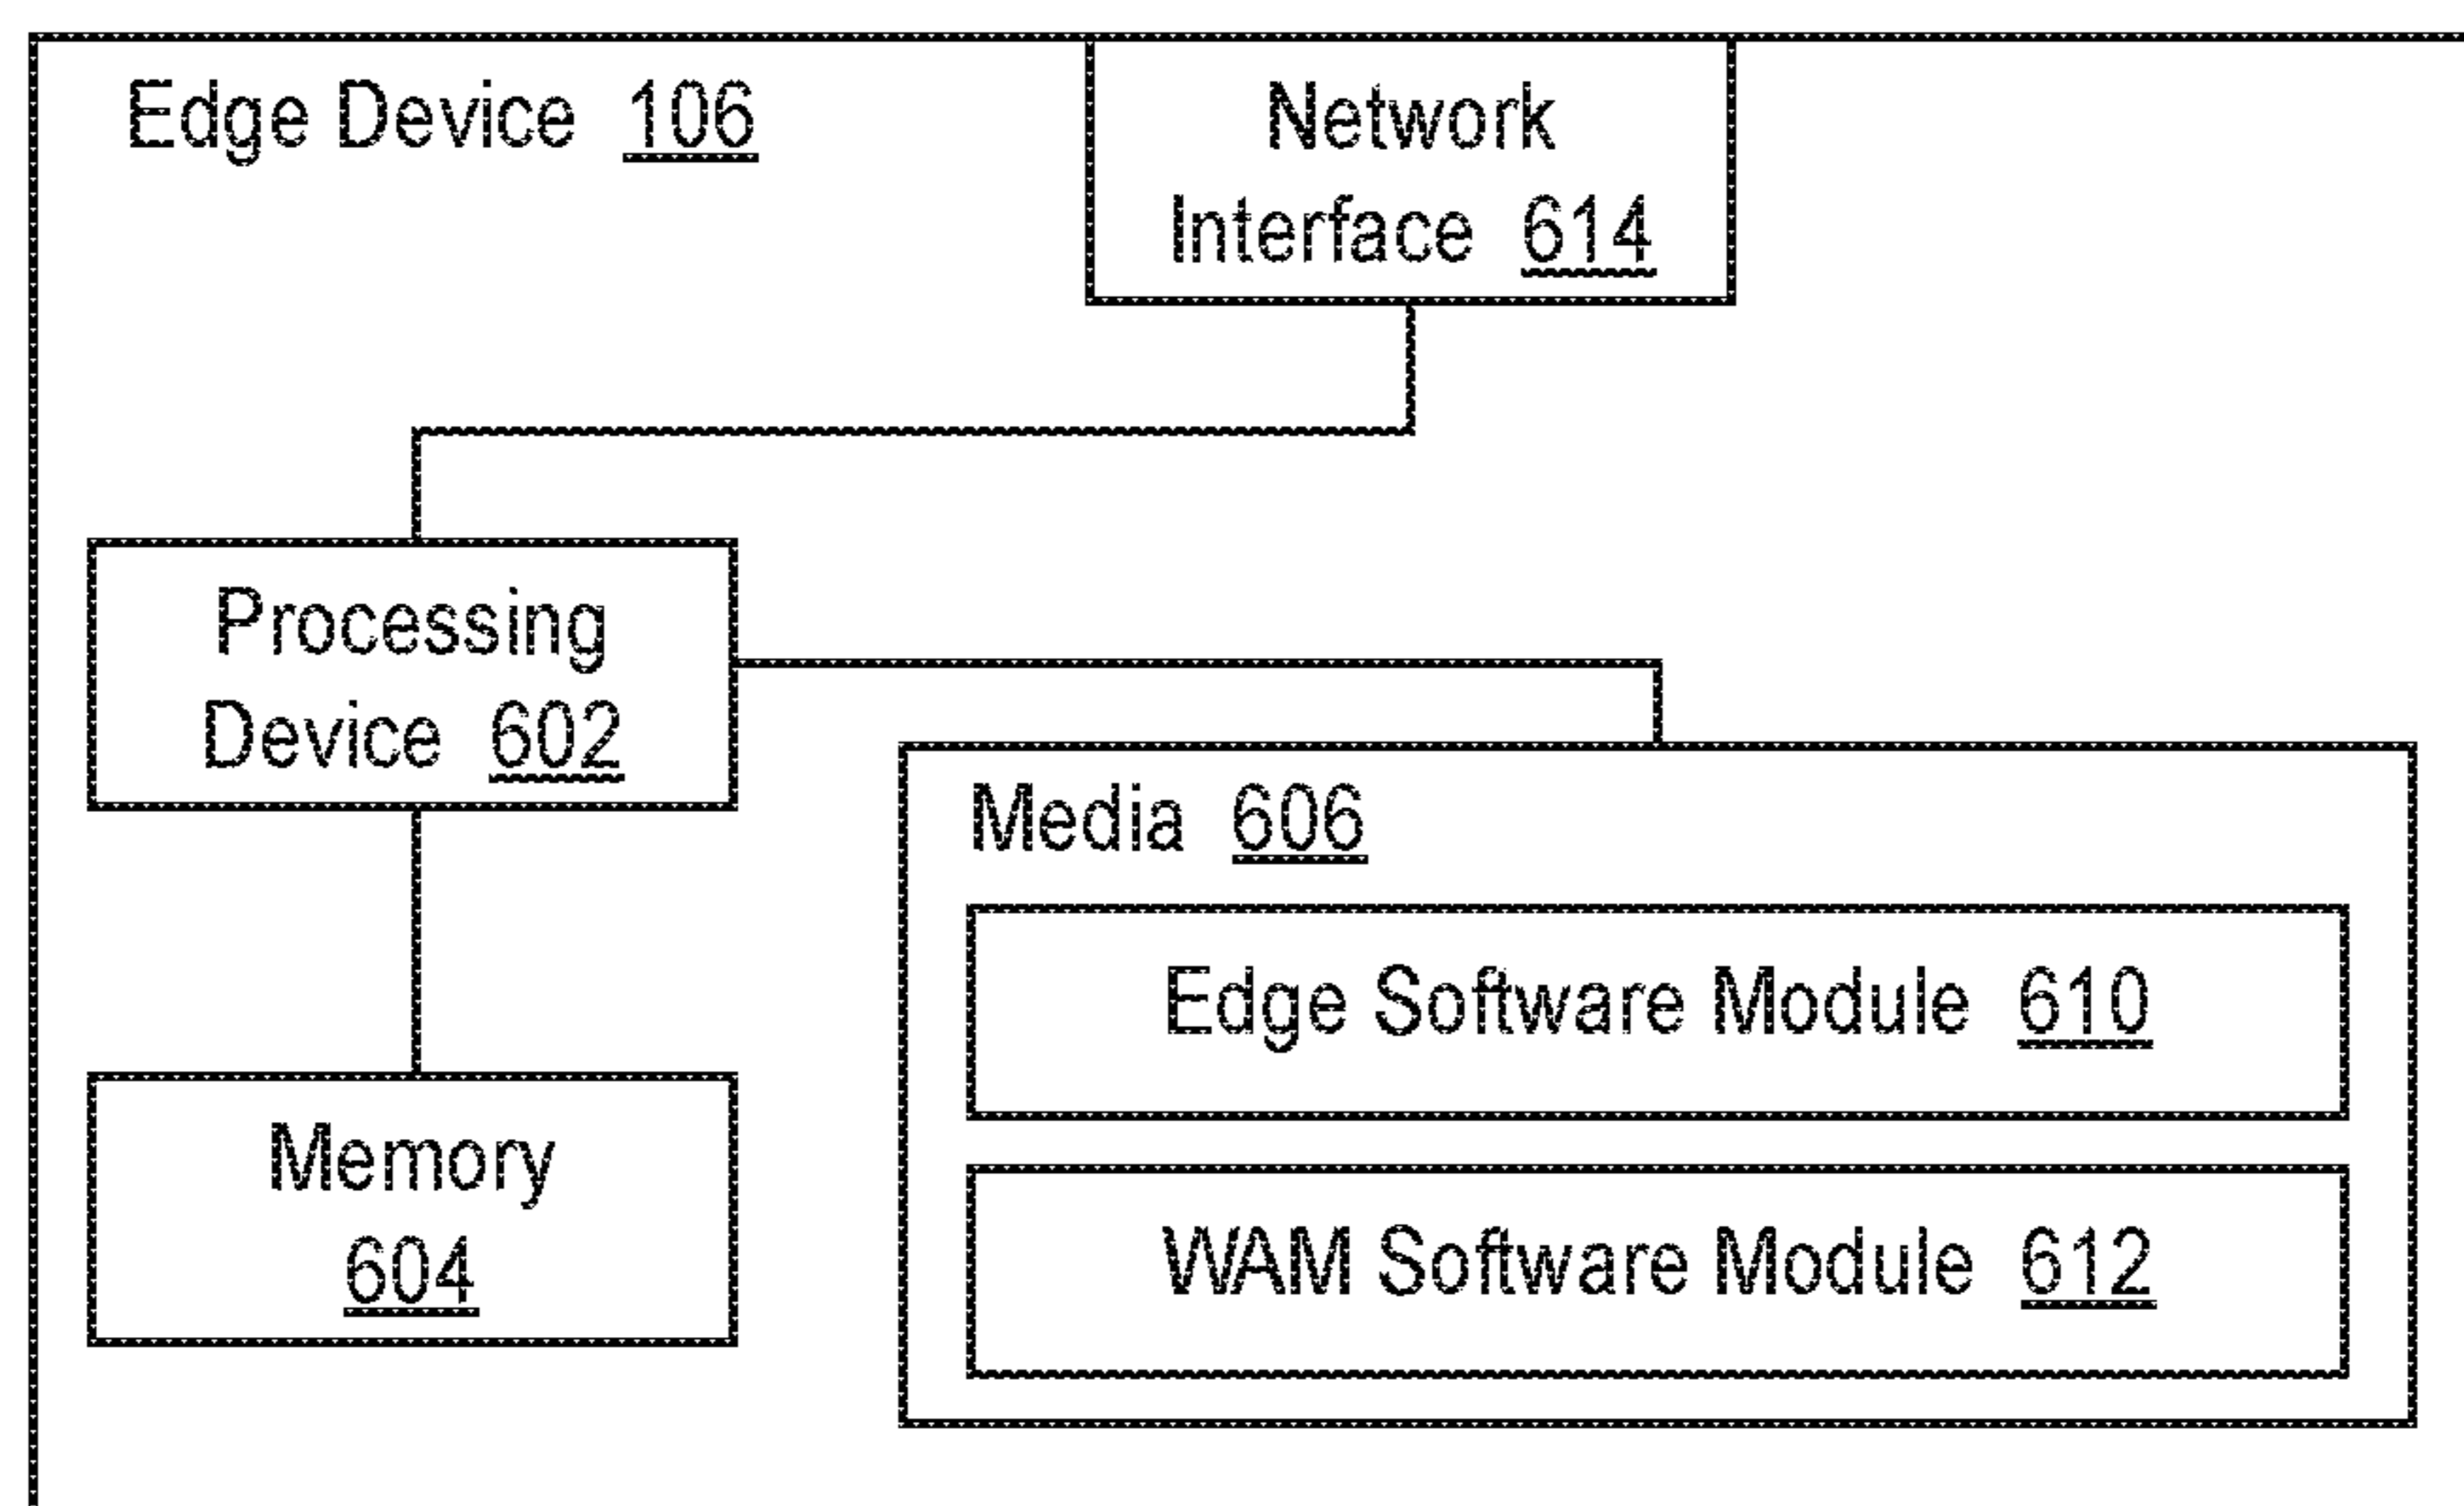 Edge Device 106
Network
Interface 614
Processing
Device 602
Media 606
Edge Software Module 610
Memory
604
WAM Software Module 612